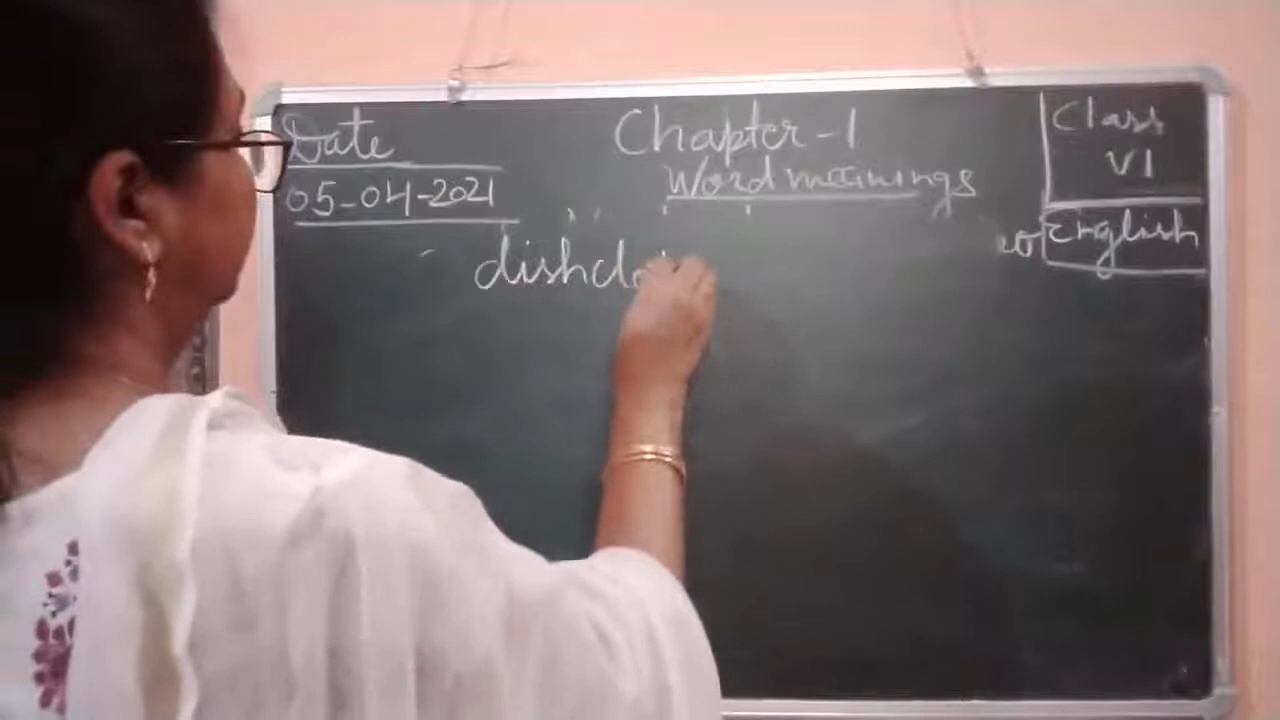 Date
05-04-2021
Chapter-1
Word meanings
Class
VI
English
dishclo